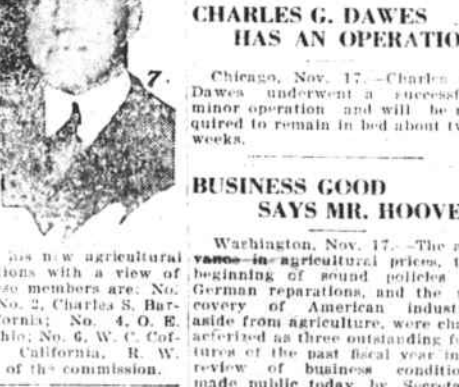 7.
his new agricultural
ions with a view of
members are: No.
No. 2, Charles S. Bar-
fornia; No. 4, O. E.
hio; No. 6, W. C. Cof-
California, R. W.
of the commission.
CHARLES G. DAWES
HAS AN OPERATIO
Chicago, Nov. 17.—Charles
Dawes underwent a successf
minor operation and will be
quired to remain in bed about tw
weeks.
BUSINESS GOOD
SAYS MR. HOOVE
Washington, Nov. 17.—The a
vance in agricultural prices, t
beginning of sound policies
German reparations, and the
covery of American indust
aside from agriculture, were cha
acterized as three outstanding fe
tures of the past fiscal year in
review of business conditio
made public today by Secreta